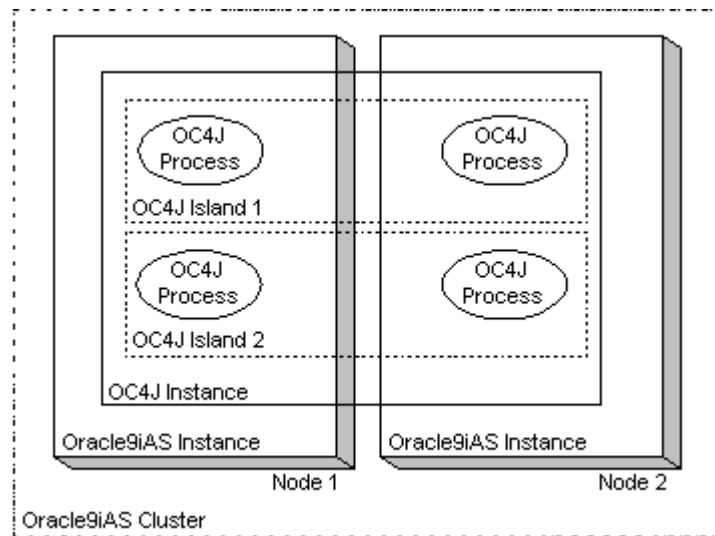 OC4J
Process
OC4J
Process
OC4J Island 1
OC4J
Process
OC4J
Process
OC4J Island 2
OC4J Instance
Oracle9iAS Instance
Oracle9iAS Instance
Node 1
Node 2
Oracle9iAS Cluster